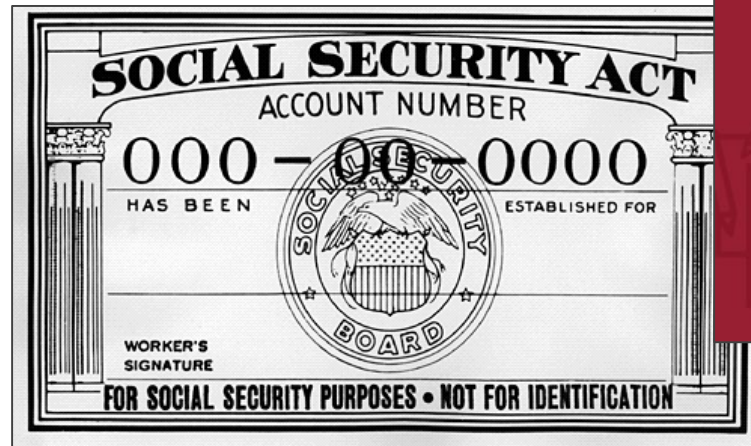 SOCIAL SECURITY ACT
ACCOUNT NUMBER
000-00-0000
HAS BEEN ESTABLISHED FOR
SOCIAL SECURITY
BOARD
WORKER'S
SIGNATURE
FOR SOCIAL SECURITY PURPOSES • NOT FOR IDENTIFICATION